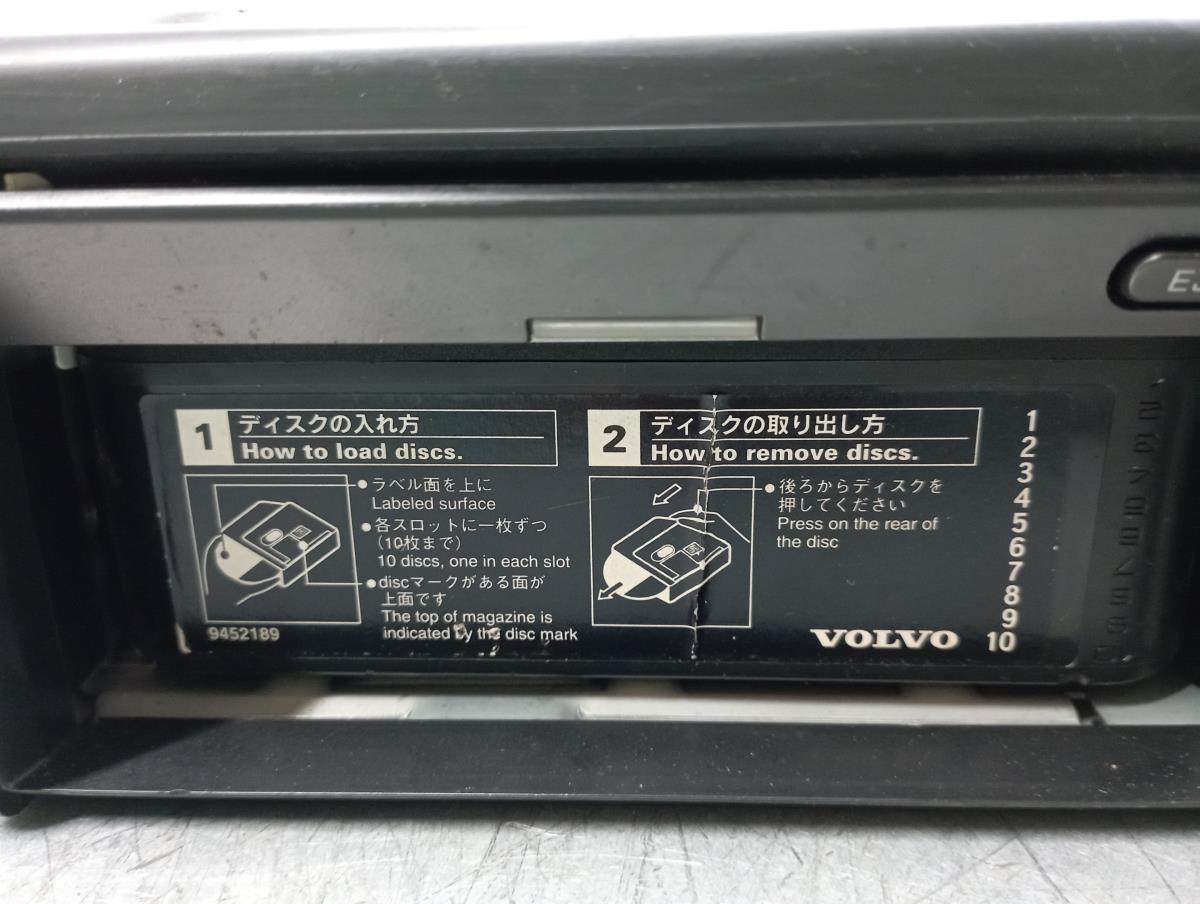 EJ
1 ディスクの入れ方
How to load discs.
●ラベル面を上に
Labeled surface
●各スロットに一枚ずつ
(10枚まで)
10 discs, one in each slot
●discマークがある面が
上面です
The top of magazine is
indicated by the disc mark
9452189
2 ディスクの取り出し方
How to remove discs.
●後ろからディスクを
押してください
Press on the rear of
the disc
VOLVO
1
2
3
4
5
6
7
8
9
10